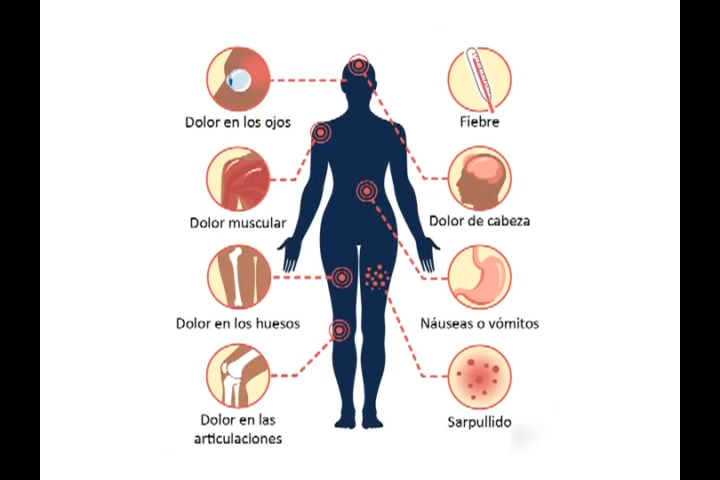 Dolor en los ojos
Fiebre
Dolor muscular
Dolor de cabeza
Dolor en los huesos
Náuseas o vómitos
Dolor en las
articulaciones
Sarpullido